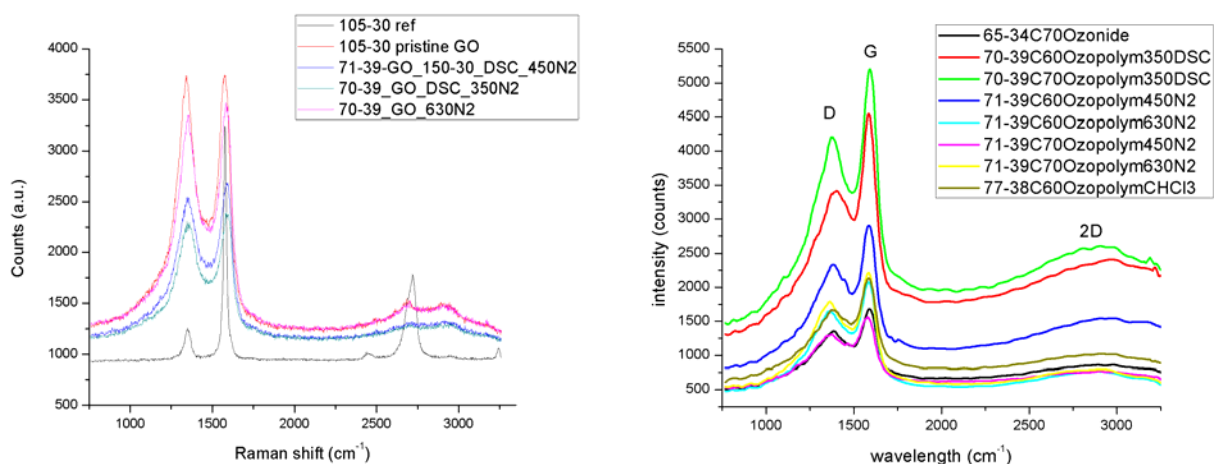 105-30 ref
105-30 pristine GO
71-39-GO_150-30_DSC_450N2
70-39_GO_DSC_350N2
70-39_GO_630N2
4000
3500
3000
2500
2000
1500
1000
500
Counts (a.u.)
1000
1500
2000
2500
3000
Raman shift (cm-1)
65-34C70Ozonide
70-39C60Ozopolym350DSC
70-39C70Ozopolym350DSC
71-39C60Ozopolym450N2
71-39C60Ozopolym630N2
71-39C70Ozopolym450N2
71-39C70Ozopolym630N2
77-38C60OzopolymCHCl3
5500
5000
4500
4000
3500
3000
2500
2000
1500
1000
500
intensity (counts)
D
G
2D
1000
1500
2000
2500
3000
wavelength (cm-1)